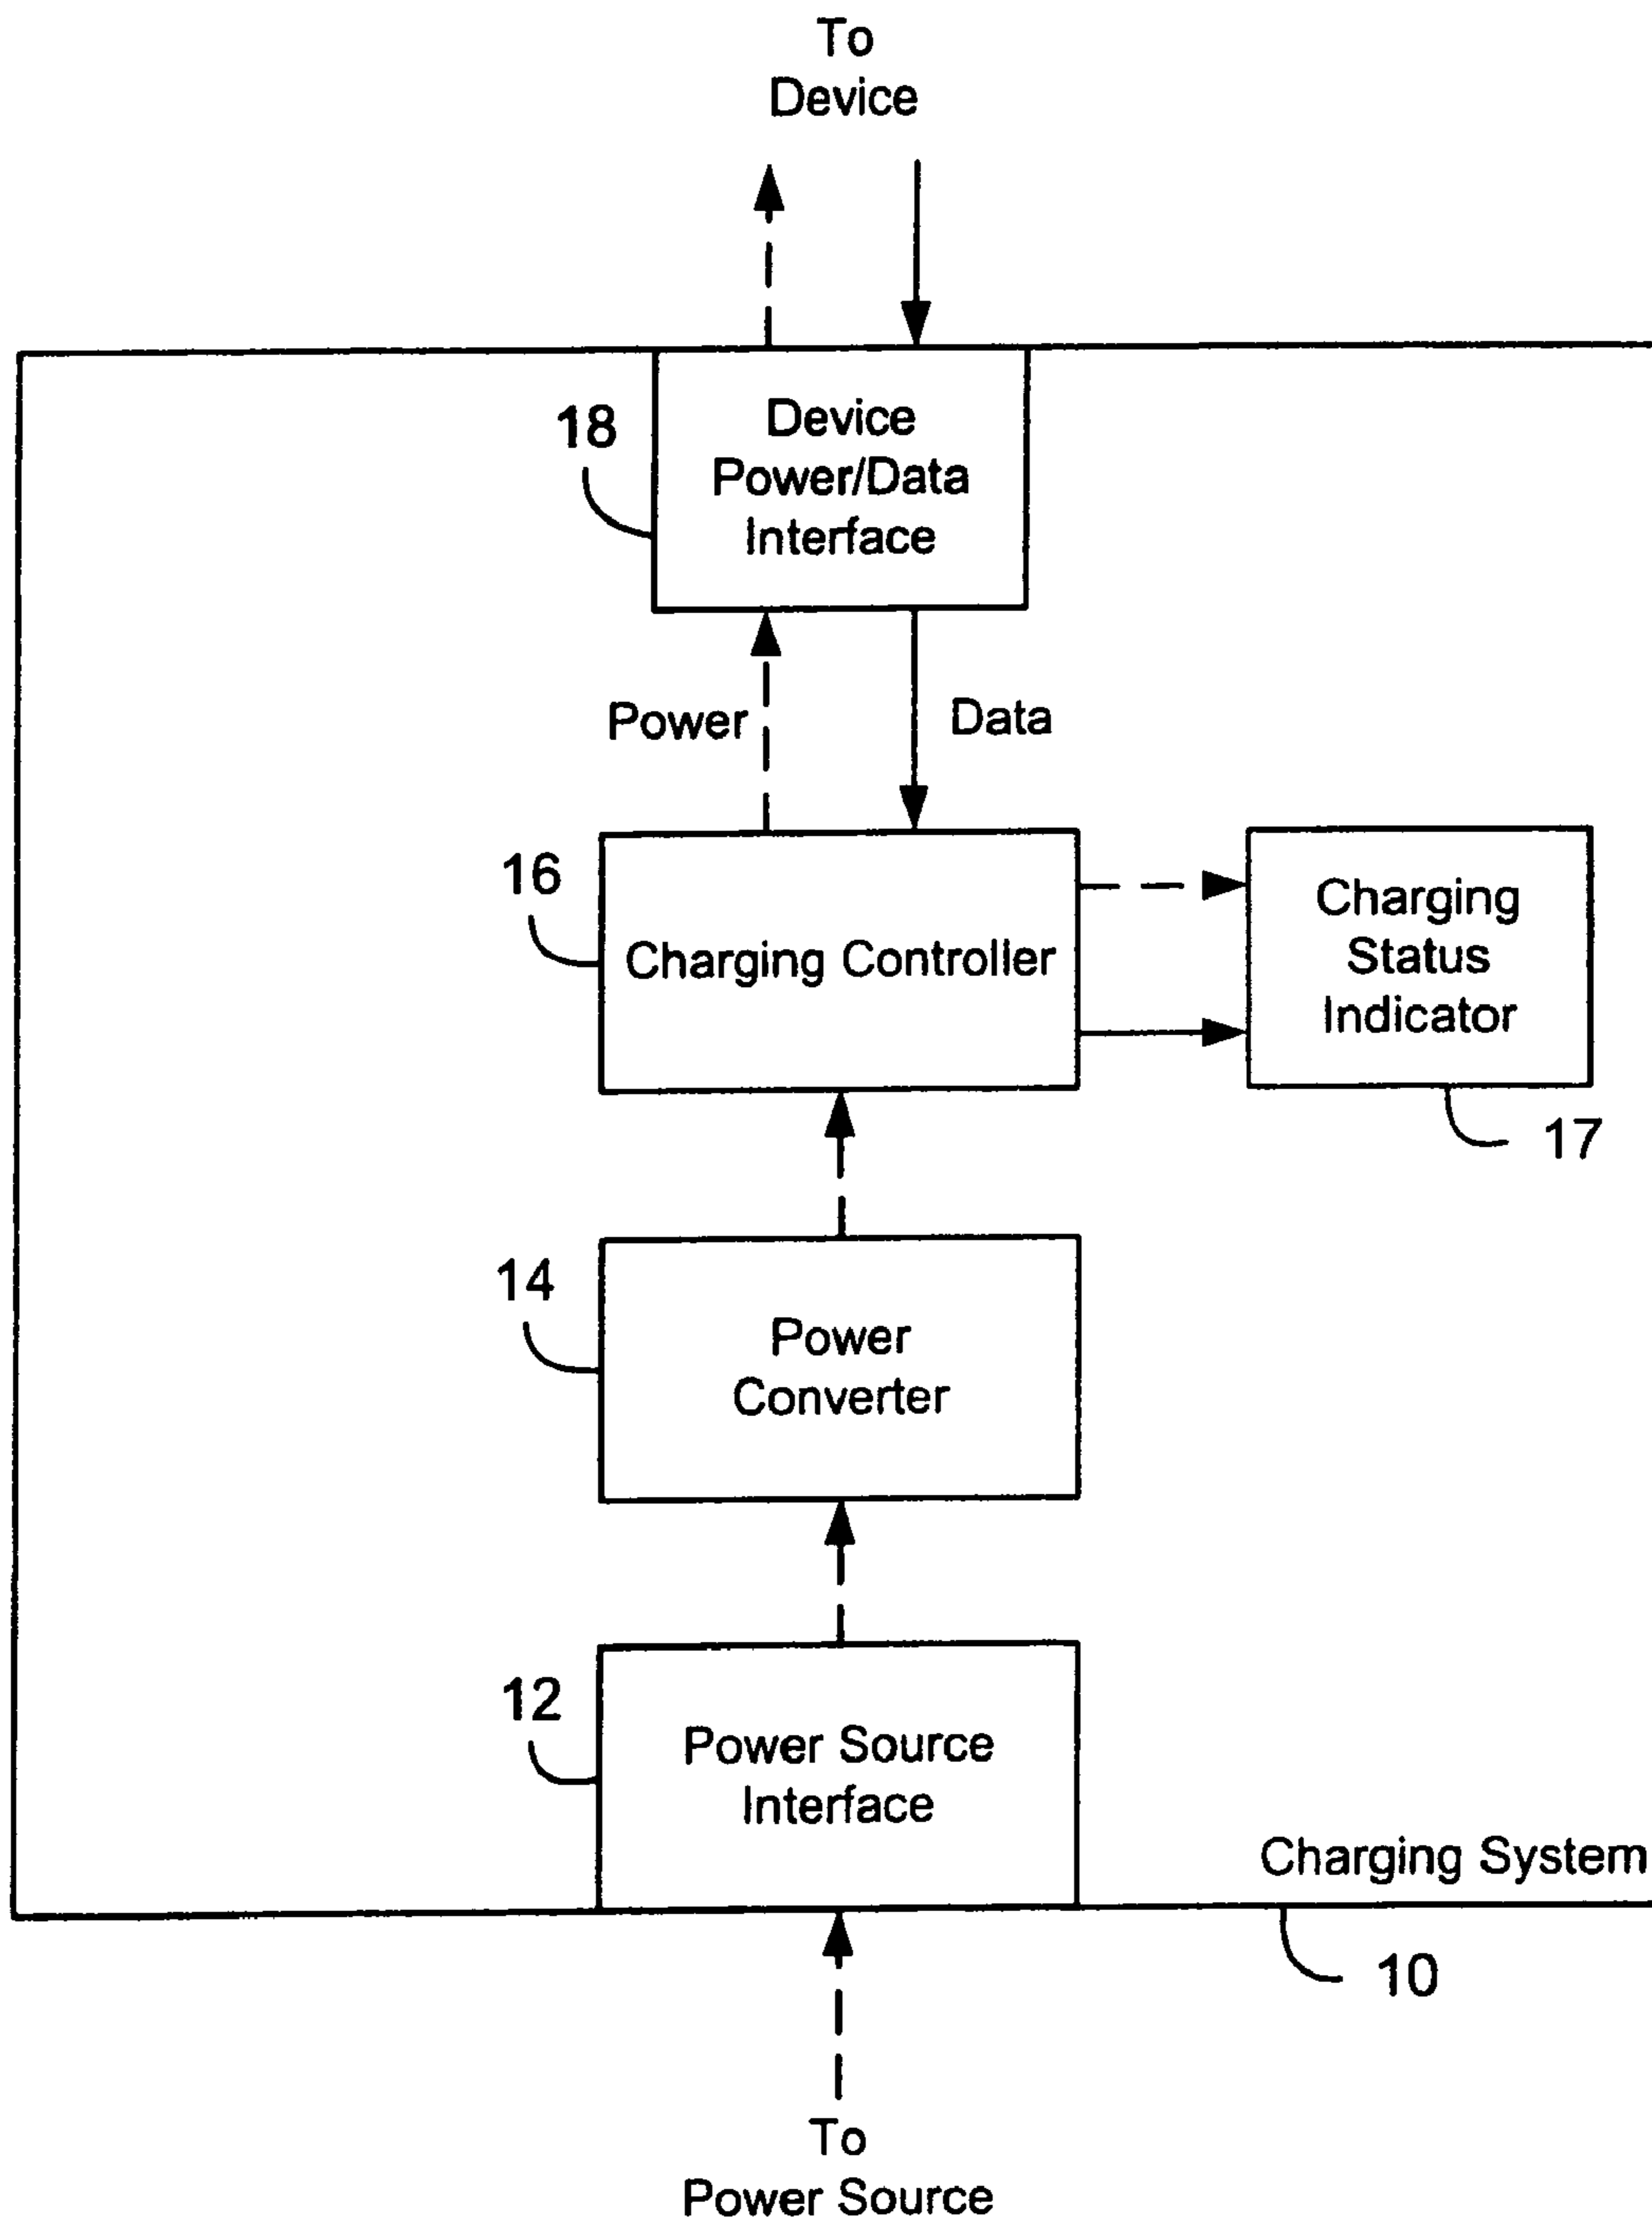 To
Device
18
Device
Power/Data
Interface
Power
Data
16
Charging Controller
Charging
Status
Indicator
17
14
Power
Converter
12
Power Source
Interface
Charging System
10
To
Power Source